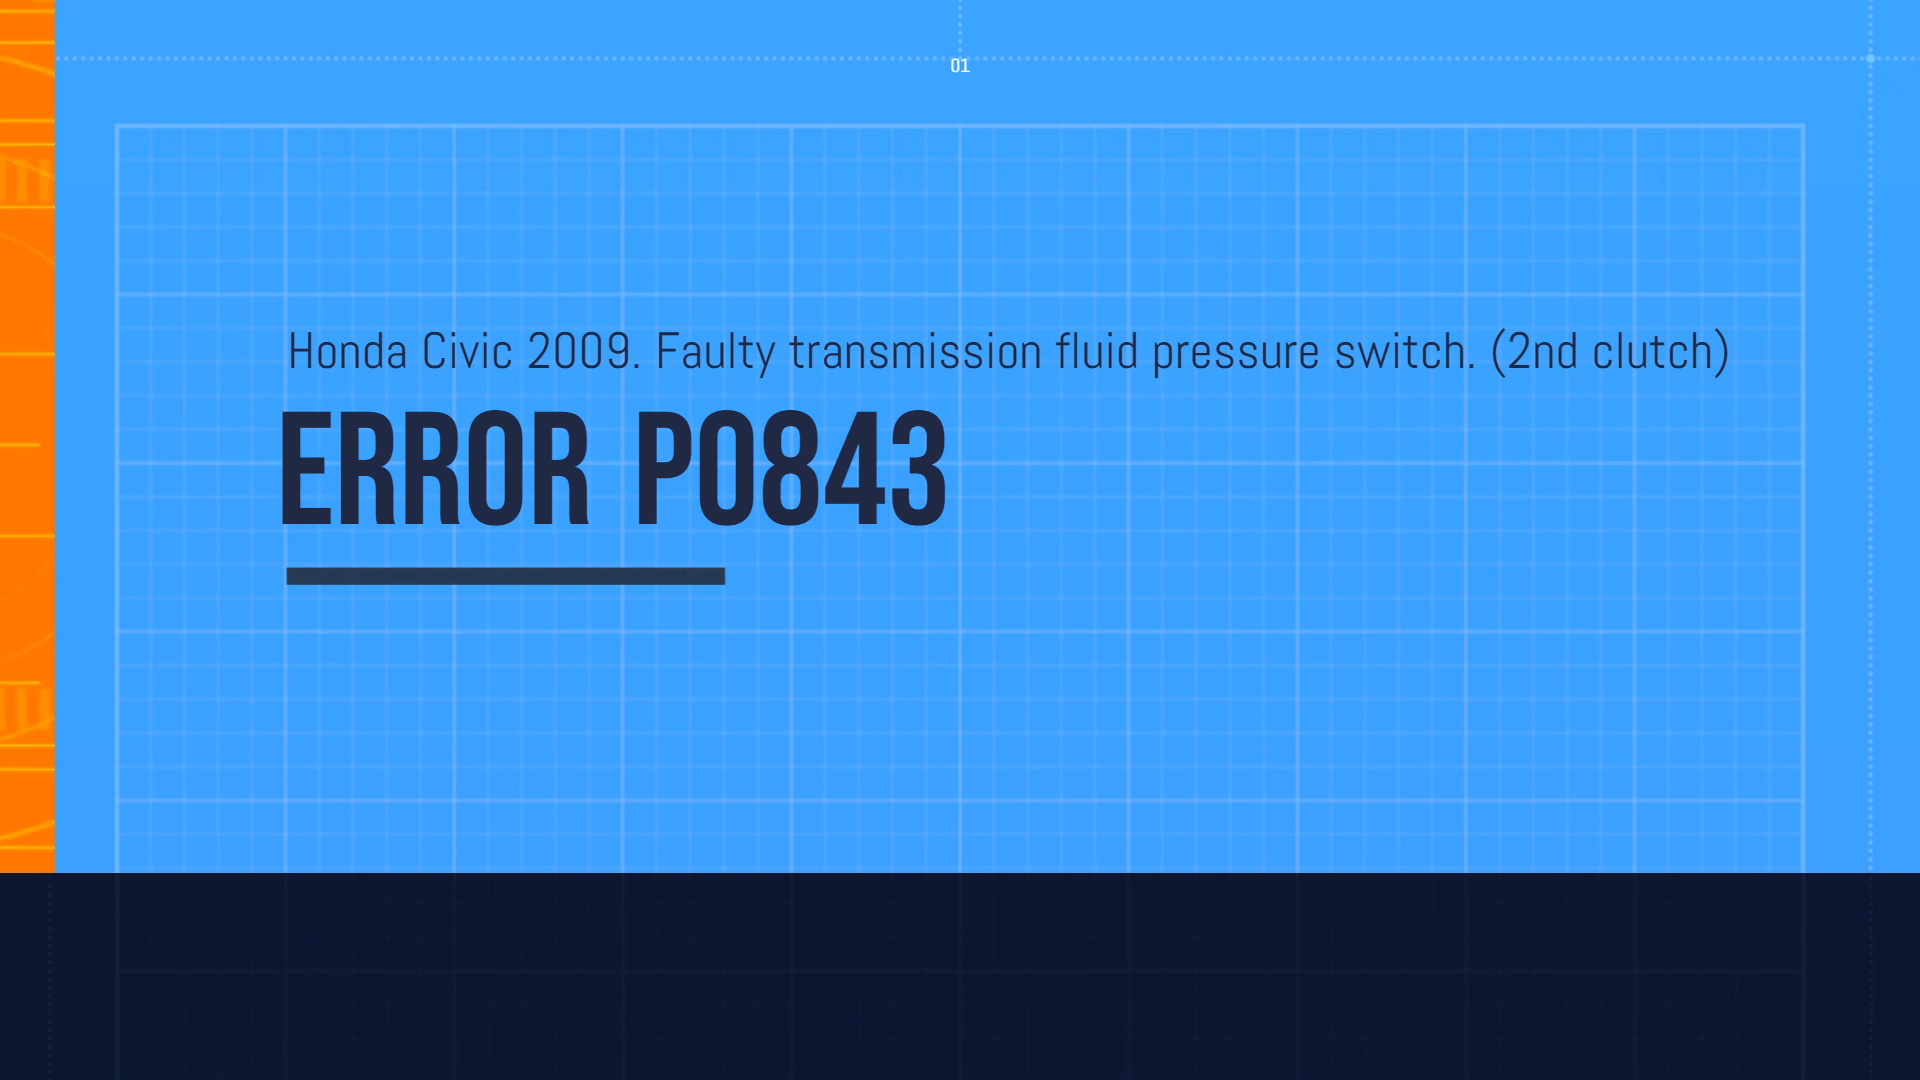 01
Honda Civic 2009. Faulty transmission fluid pressure switch. (2nd clutch)
ERROR P0843